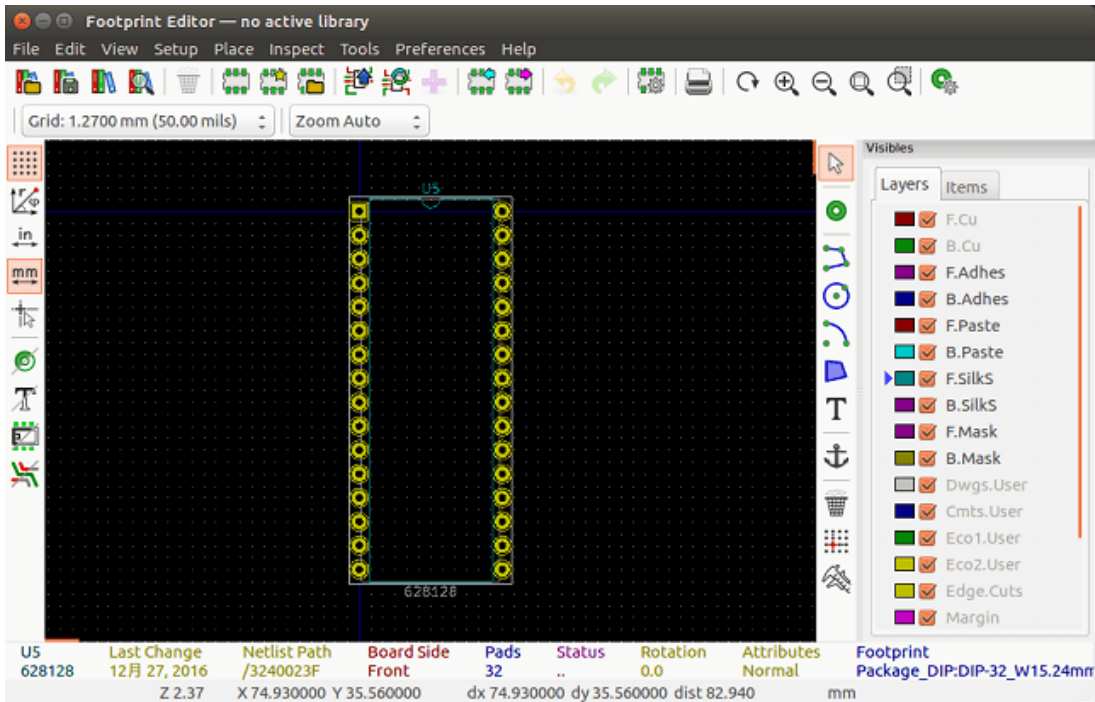 Footprint Editor — no active library
File Edit View Setup Place Inspect Tools Preferences Help
Grid: 1.2700 mm (50.00 mils) Zoom Auto
Visibles
Layers Items
in
mm
T
U5
628128
F.Cu
B.Cu
F.Adhes
B.Adhes
F.Paste
B.Paste
F.SilkS
B.SilkS
F.Mask
B.Mask
Dwgs.User
Cmts.User
Eco1.User
Eco2.User
Edge.Cuts
Margin
U5 Last Change Netlist Path Board Side Pads Status Rotation Attributes Footprint
628128 12月 27, 2016 /3240023F Front 32 .. 0.0 Normal Package_DIP:DIP-32_W15.24mm
Z 2.37 X 74.930000 Y 35.560000 dx 74.930000 dy 35.560000 dist 82.940 mm